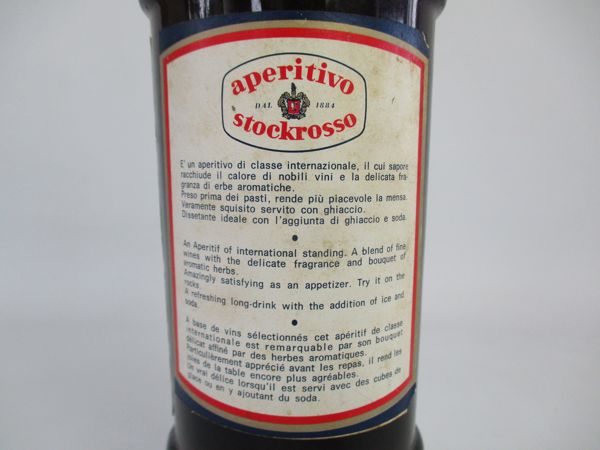 aperitivo
DAL 1884
stockrosso
E' un aperitivo di classe internazionale, il cui sapore
racchiude il calore di nobili vini e la delicata fra-
granza di erbe aromatiche.
Preso prima dei pasti, rende più piacevole la mensa.
Veramente squisito servito con ghiaccio.
Dissetante ideale con l'aggiunta di ghiaccio e soda.
An Aperitif of international standing. A blend of fine
wines with the delicate fragrance and bouquet of
aromatic herbs.
Amazingly satisfying as an appetizer. Try it on the
rocks.
A refreshing long-drink with the addition of ice and
soda.
A base de vins sélectionnés cet apéritif de classe
internationale est remarquable par son bouquet
délicat affiné par des herbes aromatiques.
Particulièrement apprécié avant les repas, il rend les
joies de la table encore plus agréables.
Un vrai délice lorsqu'il est servi avec des cubes de
glace ou en y ajoutant du soda.